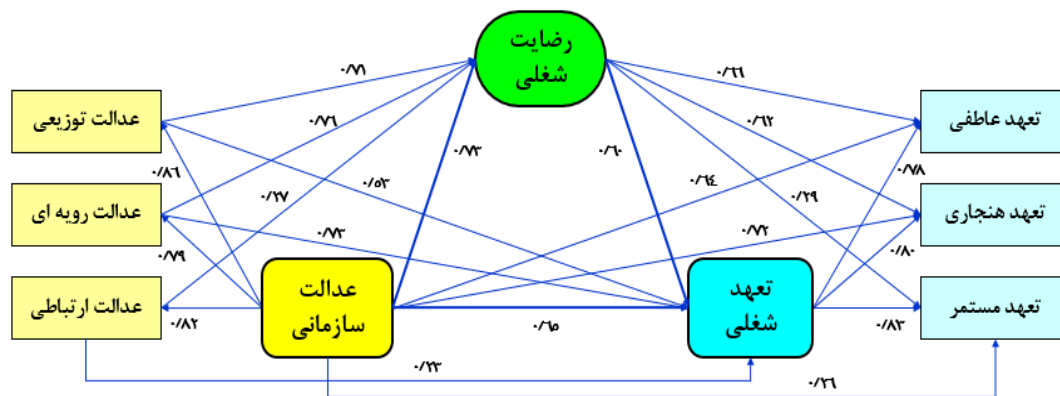 رضایت
شغلی
۰/۷۱
۰/۶۶
عدالت توزیعی
تعهد عاطفی
۰/۷۶
۰/۶۲
۰/۷۳
۰/۶۰
۰/۸۶
۰/۲۷
۰/۵۳
۰/۶۴
۰/۲۹
۰/۷۸
عدالت رویه ای
تعهد هنجاری
۰/۷۳
۰/۷۲
۰/۷۹
۰/۸۰
عدالت ارتباطی
عدالت
سازمانی
تعهد
شغلی
تعهد مستمر
۰/۸۲
۰/۶۵
۰/۸۳
۰/۲۳
۰/۲۶